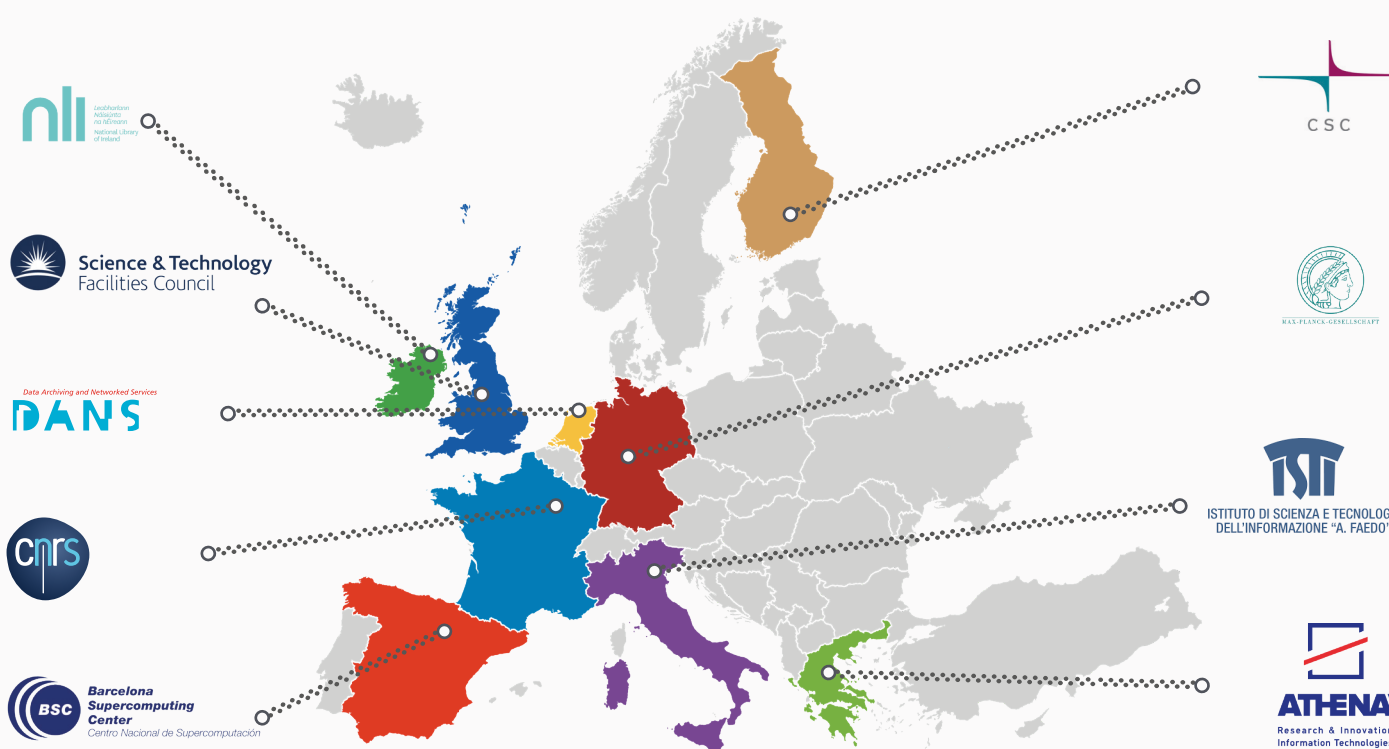 nli
Leabharlann
Náisiúnta
na hÉireann
National Library
of Ireland
Science & Technology
Facilities Council
Data Archiving and Networked Services
DANS
cnrs
BSC
Barcelona
Supercomputing
Center
Centro Nacional de Supercomputación
CSC
MAX-PLANCK-GESELLSCHAFT
ISTI
ISTITUTO DI SCIENZA E TECNOLOG
DELL'INFORMAZIONE "A. FAEDO"
ATHENA
Research & Innovation
Information Technologie